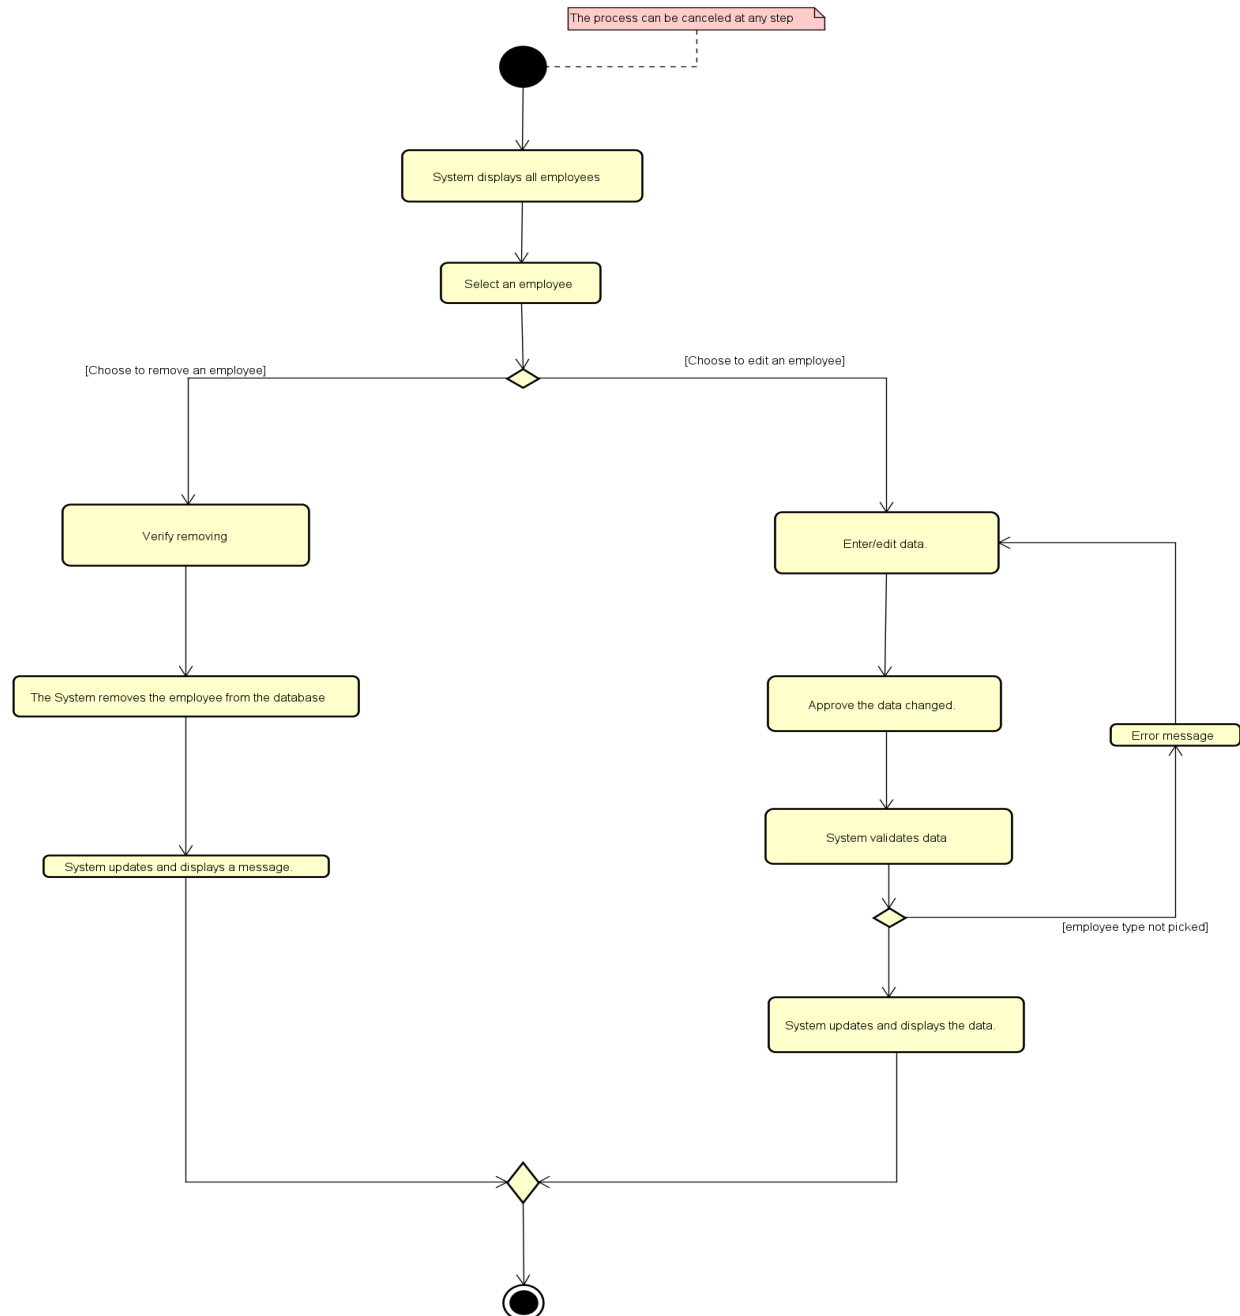 The process can be canceled at any step
System displays all employees
Select an employee
[Choose to remove an employee]
[Choose to edit an employee]
Verify removing
Enter/edit data.
The System removes the employee from the database
Approve the data changed.
Error message
System validates data
System updates and displays a message.
[employee type not picked]
System updates and displays the data.